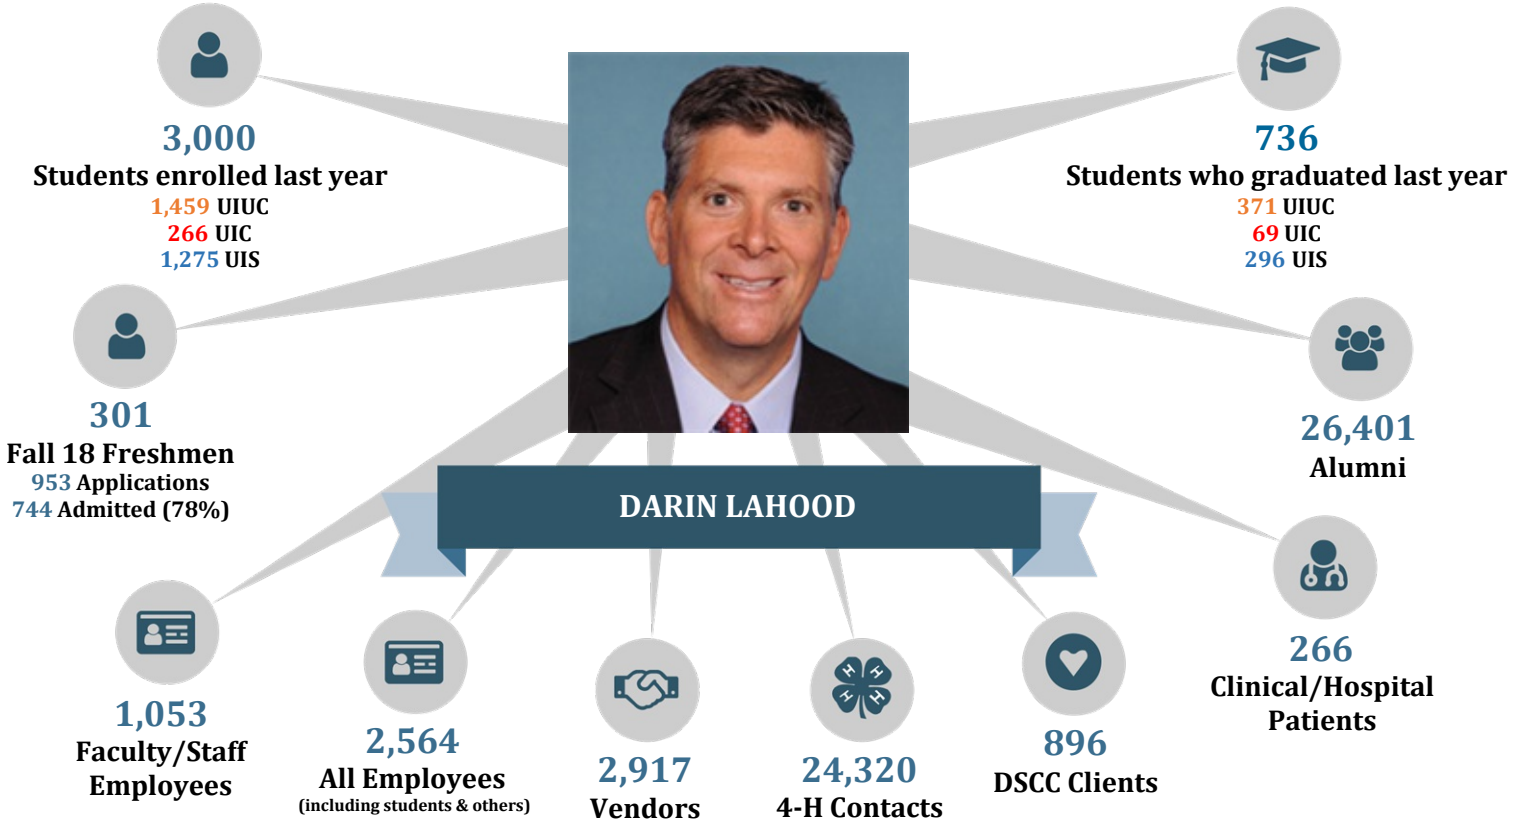 3,000
Students enrolled last year
1,459 UIUC
266 UIC
1,275 UIS
736
Students who graduated last year
371 UIUC
69 UIC
296 UIS
301
Fall 18 Freshmen
953 Applications
744 Admitted (78%)
26,401
Alumni
DARIN LAHOOD
1,053
Faculty/Staff
Employees
2,564
All Employees
(including students & others)
2,917
Vendors
H H
H H
24,320
4-H Contacts
896
DSCC Clients
266
Clinical/Hospital
Patients